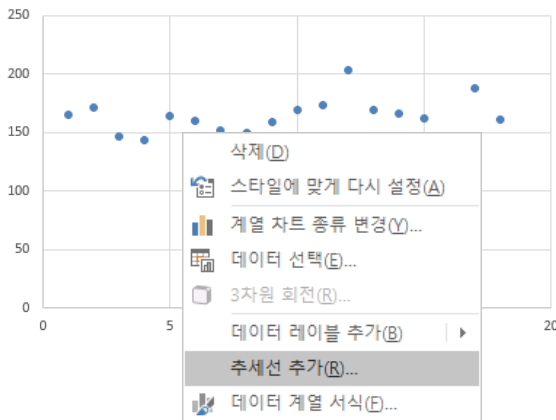 250
200
150
100
50
0
0 5 20
삭제(D)
스타일에 맞게 다시 설정(A)
계열 차트 종류 변경(Y)...
데이터 선택(E)...
3차원 회전(R)...
데이터 레이블 추가(B)
추세선 추가(R)...
데이터 계열 서식(F)...